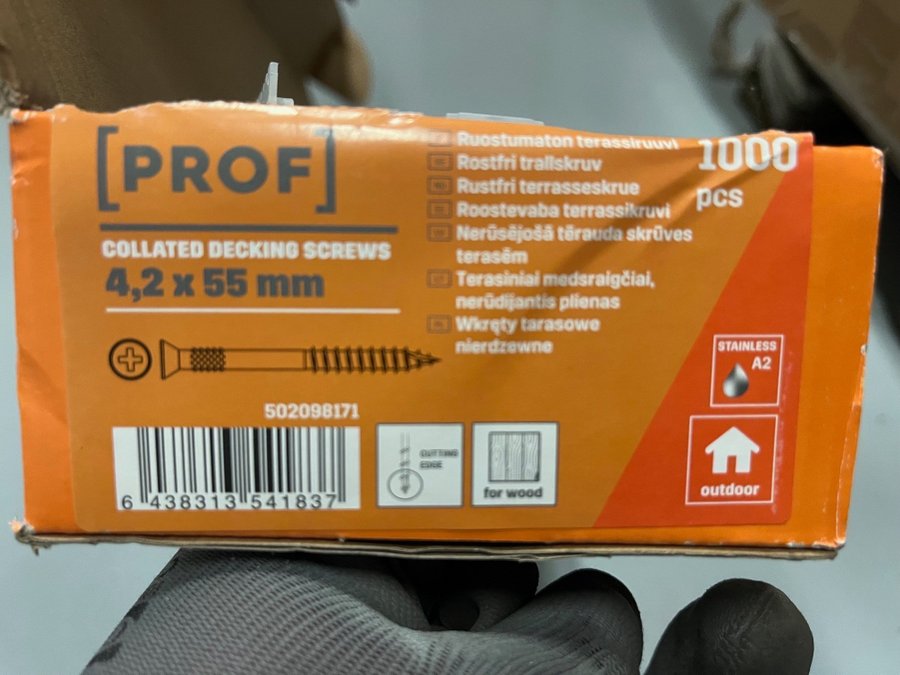 [PROF]
COLLATED DECKING SCREWS
4,2 x 55 mm
502098171
6 438313 541837
CUTTING
EDGE
for wood
Ruostumaton terassiruuvi
Rostfri trallskruv
Rustfri terrasseskrue
Roostevaba terrassikruvi
Nerūsējošā tērauda skrūves
terasēm
Terasiniai medsraigčiai,
nerūdijantis plienas
Wkręty tarasowe
nierdzewne
1000
pcs
STAINLESS
A2
outdoor